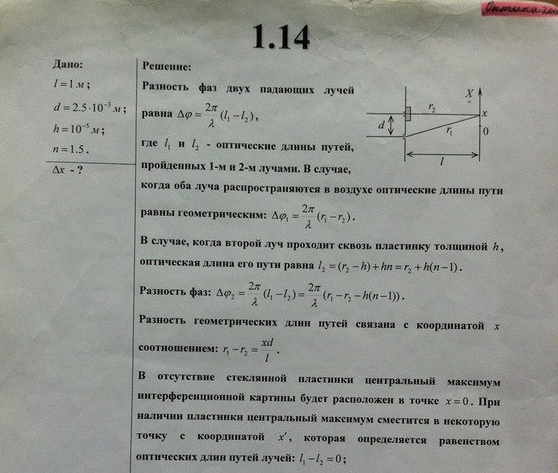 Оптика
1.14
Дано:
l = 1 м ;
d = 2.5·10⁻³ м ;
h = 10⁻⁵ м ;
n = 1.5 .
Δx - ?
Решение:
Разность фаз двух падающих лучей
равна Δφ = 2π/λ (l₁ − l₂),
где l₁ и l₂ - оптические длины путей,
пройденных 1-м и 2-м лучами. В случае,
X
r₂
x
d
r₁
0
l
когда оба луча распространяются в воздухе оптические длины пути
равны геометрическим: Δφ₁ = 2π/λ (r₁ − r₂) .
В случае, когда второй луч проходит сквозь пластинку толщиной h ,
оптическая длина его пути равна l₂ = (r₂ − h) + hn = r₂ + h(n − 1) .
Разность фаз: Δφ₂ = 2π/λ (l₁ − l₂) = 2π/λ (r₁ − r₂ − h(n − 1)) .
Разность геометрических длин путей связана с координатой x
соотношением: r₁ − r₂ = xd/l .
В отсутствие стеклянной пластинки центральный максимум
интерференционной картины будет расположен в точке x = 0 . При
наличии пластинки центральный максимум сместится в некоторую
точку с координатой x′ , которая определяется равенством
оптических длин путей лучей: l₁ − l₂ = 0 ;